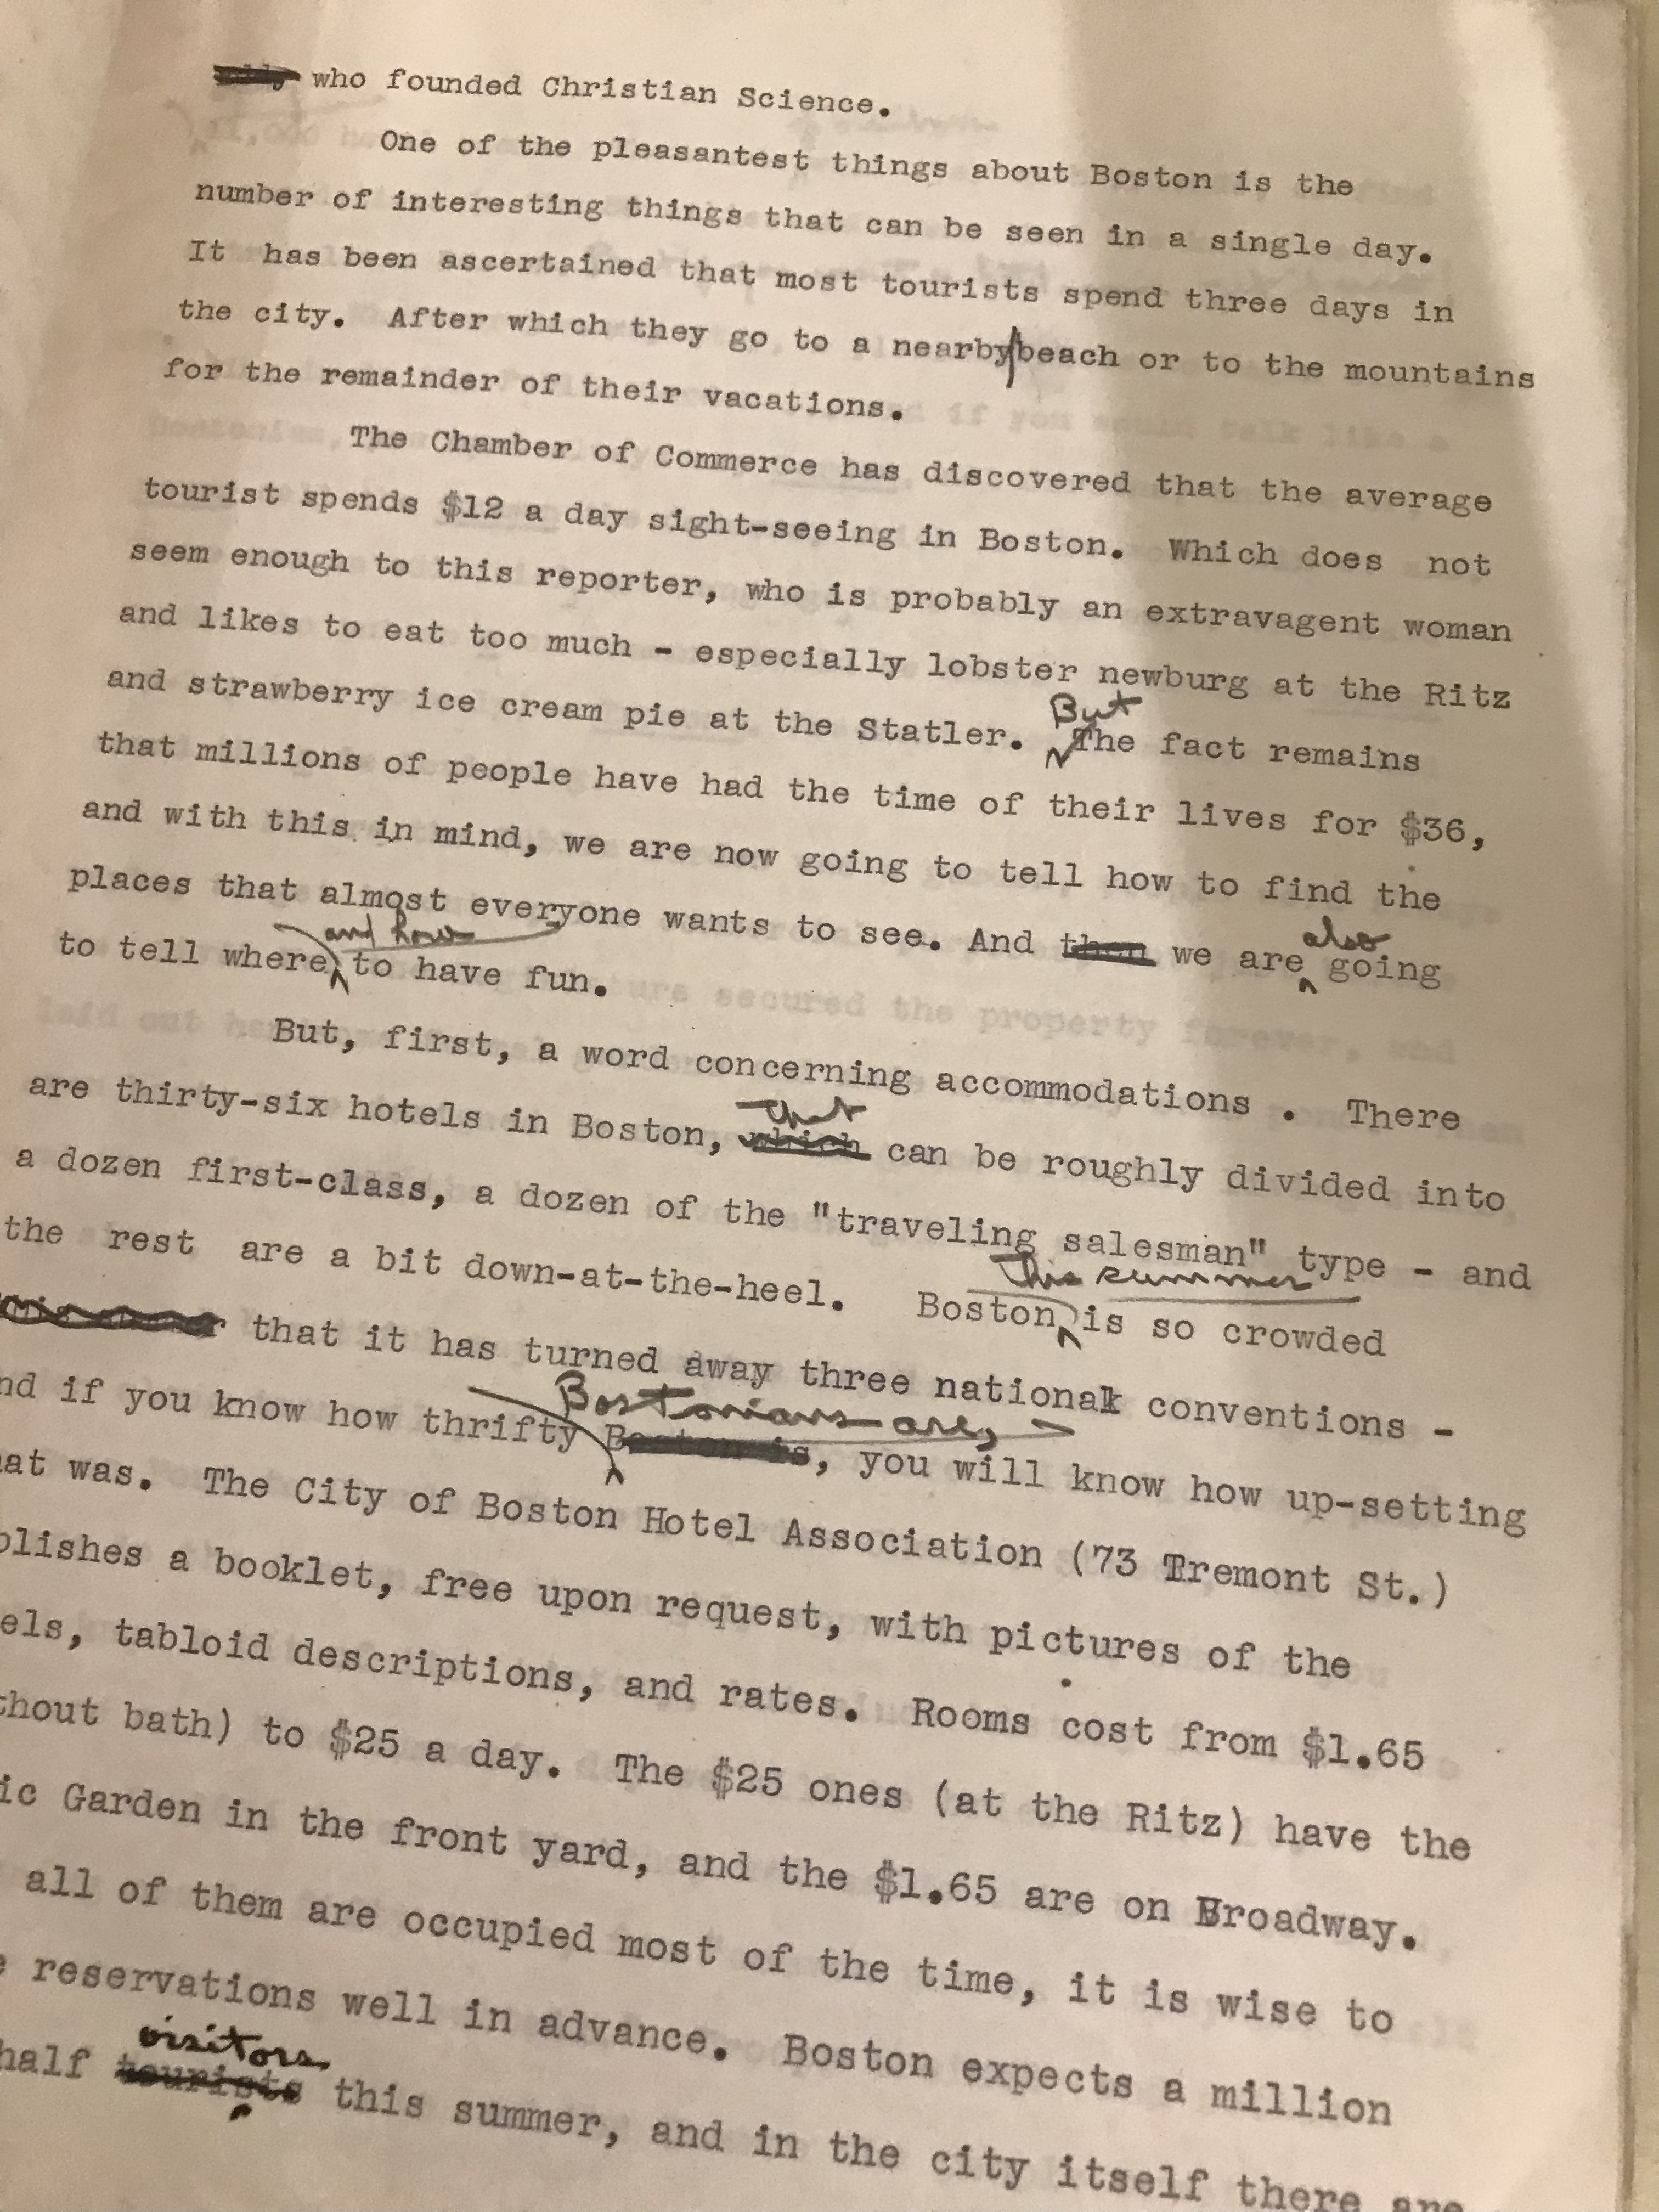 who founded Christian Science.
One of the pleasantest things about Boston is the
number of interesting things that can be seen in a single day.
It has been ascertained that most tourists spend three days in
the city. After which they go to a nearby beach or to the mountains
for the remainder of their vacations.
The Chamber of Commerce has discovered that the average
tourist spends $12 a day sight-seeing in Boston. Which does not
seem enough to this reporter, who is probably an extravagent woman
and likes to eat too much - especially lobster newburg at the Ritz
and strawberry ice cream pie at the Statler. But The fact remains
that millions of people have had the time of their lives for $36,
and with this in mind, we are now going to tell how to find the
places that almost everyone wants to see. And then we are also going
to tell where and how to have fun.
But, first, a word concerning accommodations . There
are thirty-six hotels in Boston, which that can be roughly divided into
a dozen first-class, a dozen of the "traveling salesman" type - and
the rest are a bit down-at-the-heel. Boston this summer is so crowded
that it has turned away three national conventions -
nd if you know how thrifty Boston is Bostonians are, , you will know how up-setting
hat was. The City of Boston Hotel Association (73 Tremont St.)
blishes a booklet, free upon request, with pictures of the
els, tabloid descriptions, and rates. Rooms cost from $1.65
thout bath) to $25 a day. The $25 ones (at the Ritz) have the
ic Garden in the front yard, and the $1.65 are on Broadway.
all of them are occupied most of the time, it is wise to
e reservations well in advance. Boston expects a million
half tourists visitors this summer, and in the city itself there are